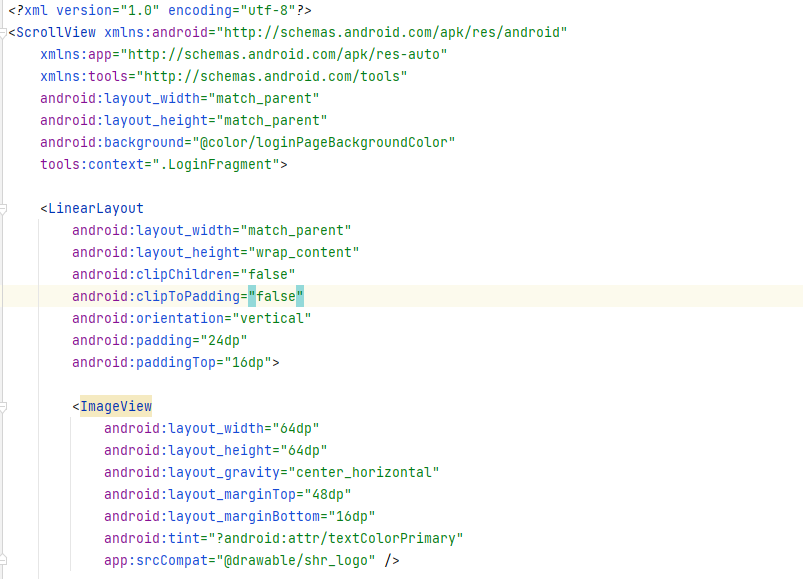 <?xml version="1.0" encoding="utf-8"?>
<ScrollView xmlns:android="http://schemas.android.com/apk/res/android"
    xmlns:app="http://schemas.android.com/apk/res-auto"
    xmlns:tools="http://schemas.android.com/tools"
    android:layout_width="match_parent"
    android:layout_height="match_parent"
    android:background="@color/loginPageBackgroundColor"
    tools:context=".LoginFragment">

    <LinearLayout
        android:layout_width="match_parent"
        android:layout_height="wrap_content"
        android:clipChildren="false"
        android:clipToPadding="false"
        android:orientation="vertical"
        android:padding="24dp"
        android:paddingTop="16dp">

        <ImageView
            android:layout_width="64dp"
            android:layout_height="64dp"
            android:layout_gravity="center_horizontal"
            android:layout_marginTop="48dp"
            android:layout_marginBottom="16dp"
            android:tint="?android:attr/textColorPrimary"
            app:srcCompat="@drawable/shr_logo" />